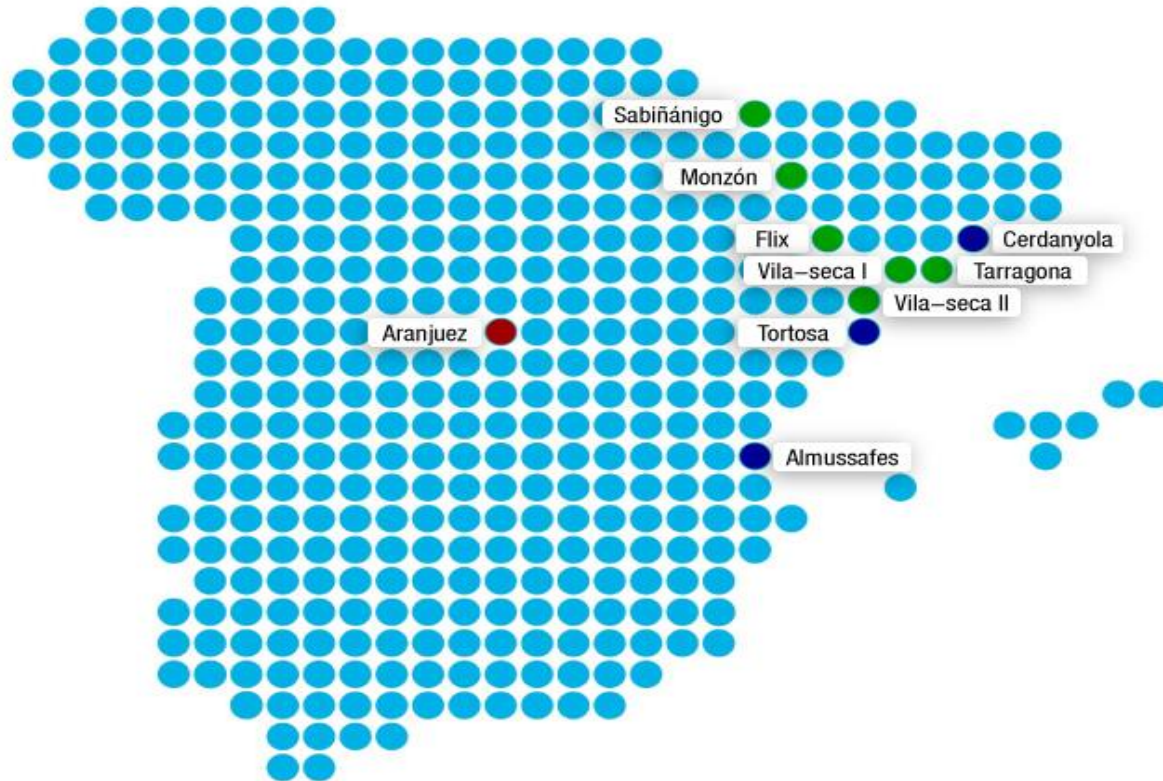 Sabiñánigo
Monzón
Flix
Cerdanyola
Vila–seca I
Tarragona
Vila–seca II
Aranjuez
Tortosa
Almussafes